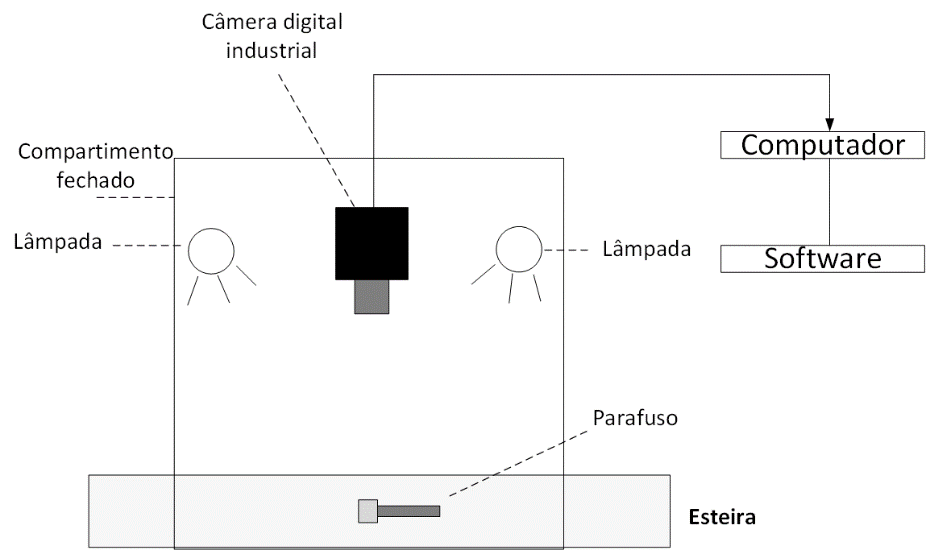 Câmera digital
industrial
Compartimento
fechado
Computador
Lâmpada
Lâmpada
Software
Parafuso
Esteira